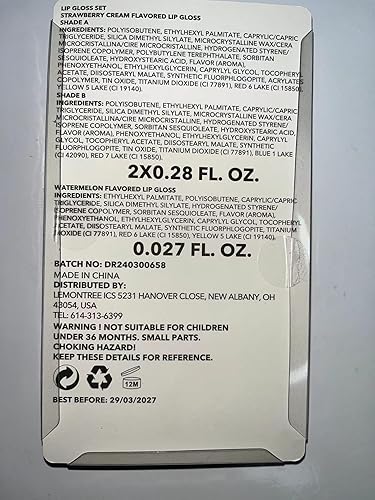 LIP GLOSS SET
STRAWBERRY CREAM FLAVORED LIP GLOSS
SHADE A
INGREDIENTS: POLYISOBUTENE, ETHYLHEXYL PALMITATE, CAPRYLIC/CAPRIC
TRIGLYCERIDE, SILICA DIMETHYL SILYLATE, MICROCRYSTALLINE WAX/CERA
MICROCRISTALLINA/CIRE MICROCRISTALLINE, HYDROGENATED STYRENE/
ISOPRENE COPOLYMER, POLYBUTYLENE TEREPHTHALATE, SORBITAN
SESQUIOLEATE, HYDROXYSTEARIC ACID, FLAVOR (AROMA),
PHENOXYETHANOL, ETHYLHEXYLGLYCERIN, CAPRYLYL GLYCOL, TOCOPHERYL
ACETATE, DIISOSTEARYL MALATE, SYNTHETIC FLUORPHLOGOPITE, ACRYLATES
COPOLYMER, TIN OXIDE, TITANIUM DIOXIDE (CI 77891), RED 6 LAKE (CI 15850),
YELLOW 5 LAKE (CI 19140).
SHADE B
INGREDIENTS: POLYISOBUTENE, ETHYLHEXYL PALMITATE, CAPRYLIC/CAPRIC
TRIGLYCERIDE, SILICA DIMETHYL SILYLATE, MICROCRYSTALLINE WAX/CERA
MICROCRISTALLINA/CIRE MICROCRISTALLINE, HYDROGENATED STYRENE/
ISOPRENE COPOLYMER, SORBITAN SESQUIOLEATE, HYDROXYSTEARIC ACID,
FLAVOR (AROMA), PHENOXYETHANOL, ETHYLHEXYLGLYCERIN, CAPRYLYL
GLYCOL, TOCOPHERYL ACETATE, DIISOSTEARYL MALATE, SYNTHETIC
FLUORPHLOGOPITE, TIN OXIDE, TITANIUM DIOXIDE (CI 77891), BLUE 1 LAKE
(CI 42090), RED 7 LAKE (CI 15850).
2X0.28 FL. OZ.
WATERMELON FLAVORED LIP GLOSS
INGREDIENTS: ETHYLHEXYL PALMITATE, POLYISOBUTENE, CAPRYLIC/CAPRIC
TRIGLYCERIDE, SILICA DIMETHYL SILYLATE, HYDROGENATED STYRENE/
ISOPRENE COPOLYMER, SORBITAN SESQUIOLEATE, FLAVOR (AROMA),
PHENOXYETHANOL, ETHYLHEXYLGLYCERIN, CAPRYLYL GLYCOL, TOCOPHERYL
ACETATE, DIISOSTEARYL MALATE, SYNTHETIC FLUORPHLOGOPITE, TITANIUM
DIOXIDE (CI 77891), RED 6 LAKE (CI 15850), YELLOW 5 LAKE (CI 19140).
0.027 FL. OZ.
BATCH NO: DR240300658
MADE IN CHINA
DISTRIBUTED BY:
LEMONTREE ICS 5231 HANOVER CLOSE, NEW ALBANY, OH
43054, USA
TEL: 614-313-6399
WARNING ! NOT SUITABLE FOR CHILDREN
UNDER 36 MONTHS. SMALL PARTS.
CHOKING HAZARD!
KEEP THESE DETAILS FOR REFERENCE.
12M
BEST BEFORE: 29/03/2027